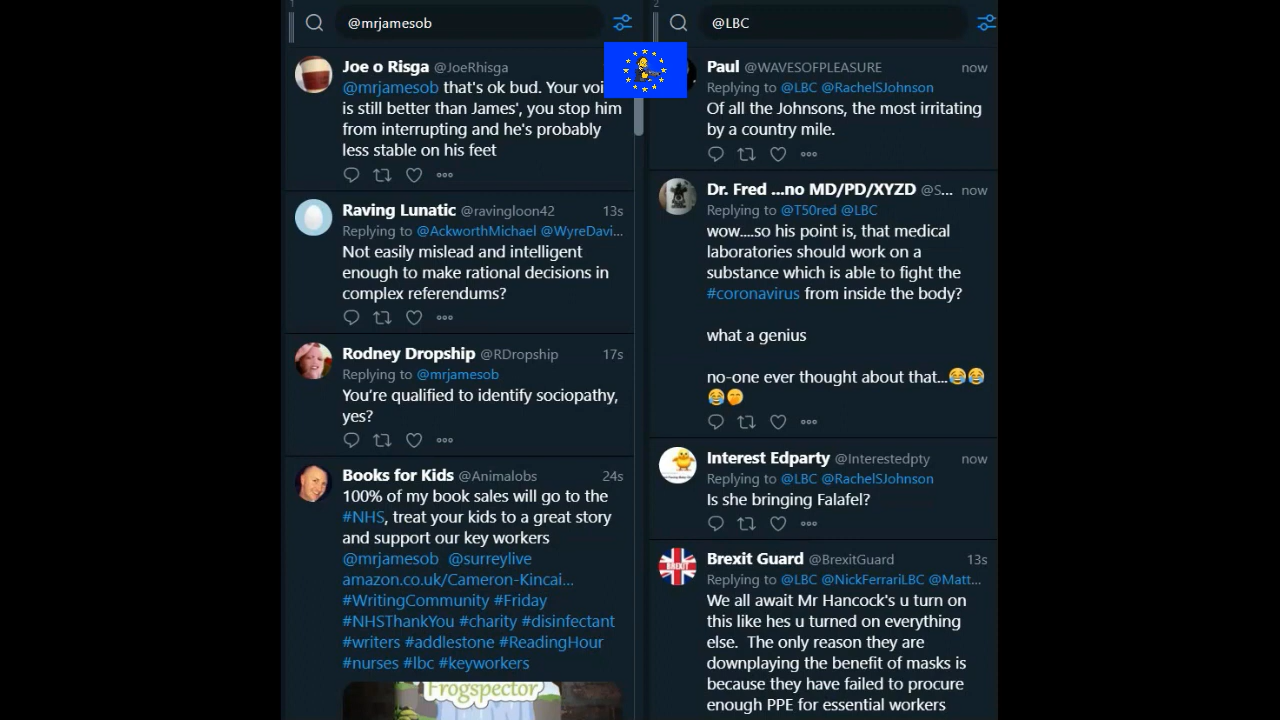 1
@mrjamesob
Joe o Risga @JoeRhisga
@mrjamesob that's ok bud. Your
is still better than James', you stop him
from interrupting and he's probably
less stable on his feet
Raving Lunatic @ravingloon42 13s
Replying to @AckworthMichael @WyreDavi...
Not easily mislead and intelligent
enough to make rational decisions in
complex referendums?
Rodney Dropship @RDropship 17s
Replying to @mrjamesob
You're qualified to identify sociopathy,
yes?
Books for Kids @Animalobs 24s
100% of my book sales will go to the
#NHS, treat your kids to a great story
and support our key workers
@mrjamesob @surreylive
amazon.co.uk/Cameron-Kincai...
#WritingCommunity #Friday
#NHSThankYou #charity #disinfectant
#writers #addlestone #ReadingHour
#nurses #lbc #keyworkers
Frogspector
2
@LBC
Paul @WAVESOFPLEASURE now
Replying to @LBC @RachelSJohnson
Of all the Johnsons, the most irritating
by a country mile.
Dr. Fred ...no MD/PD/XYZD @S... now
Replying to @T50red @LBC
wow....so his point is, that medical
laboratories should work on a
substance which is able to fight the
#coronavirus from inside the body?
what a genius
no-one ever thought about that...😂😂
😂🤭
Interest Edparty @Interestedpty now
Replying to @LBC @RachelSJohnson
Is she bringing Falafel?
Brexit Guard @BrexitGuard 13s
Replying to @LBC @NickFerrariLBC @Matt...
We all await Mr Hancock's u turn on
this like hes u turned on everything
else. The only reason they are
downplaying the benefit of masks is
because they have failed to procure
enough PPE for essential workers
BREXIT